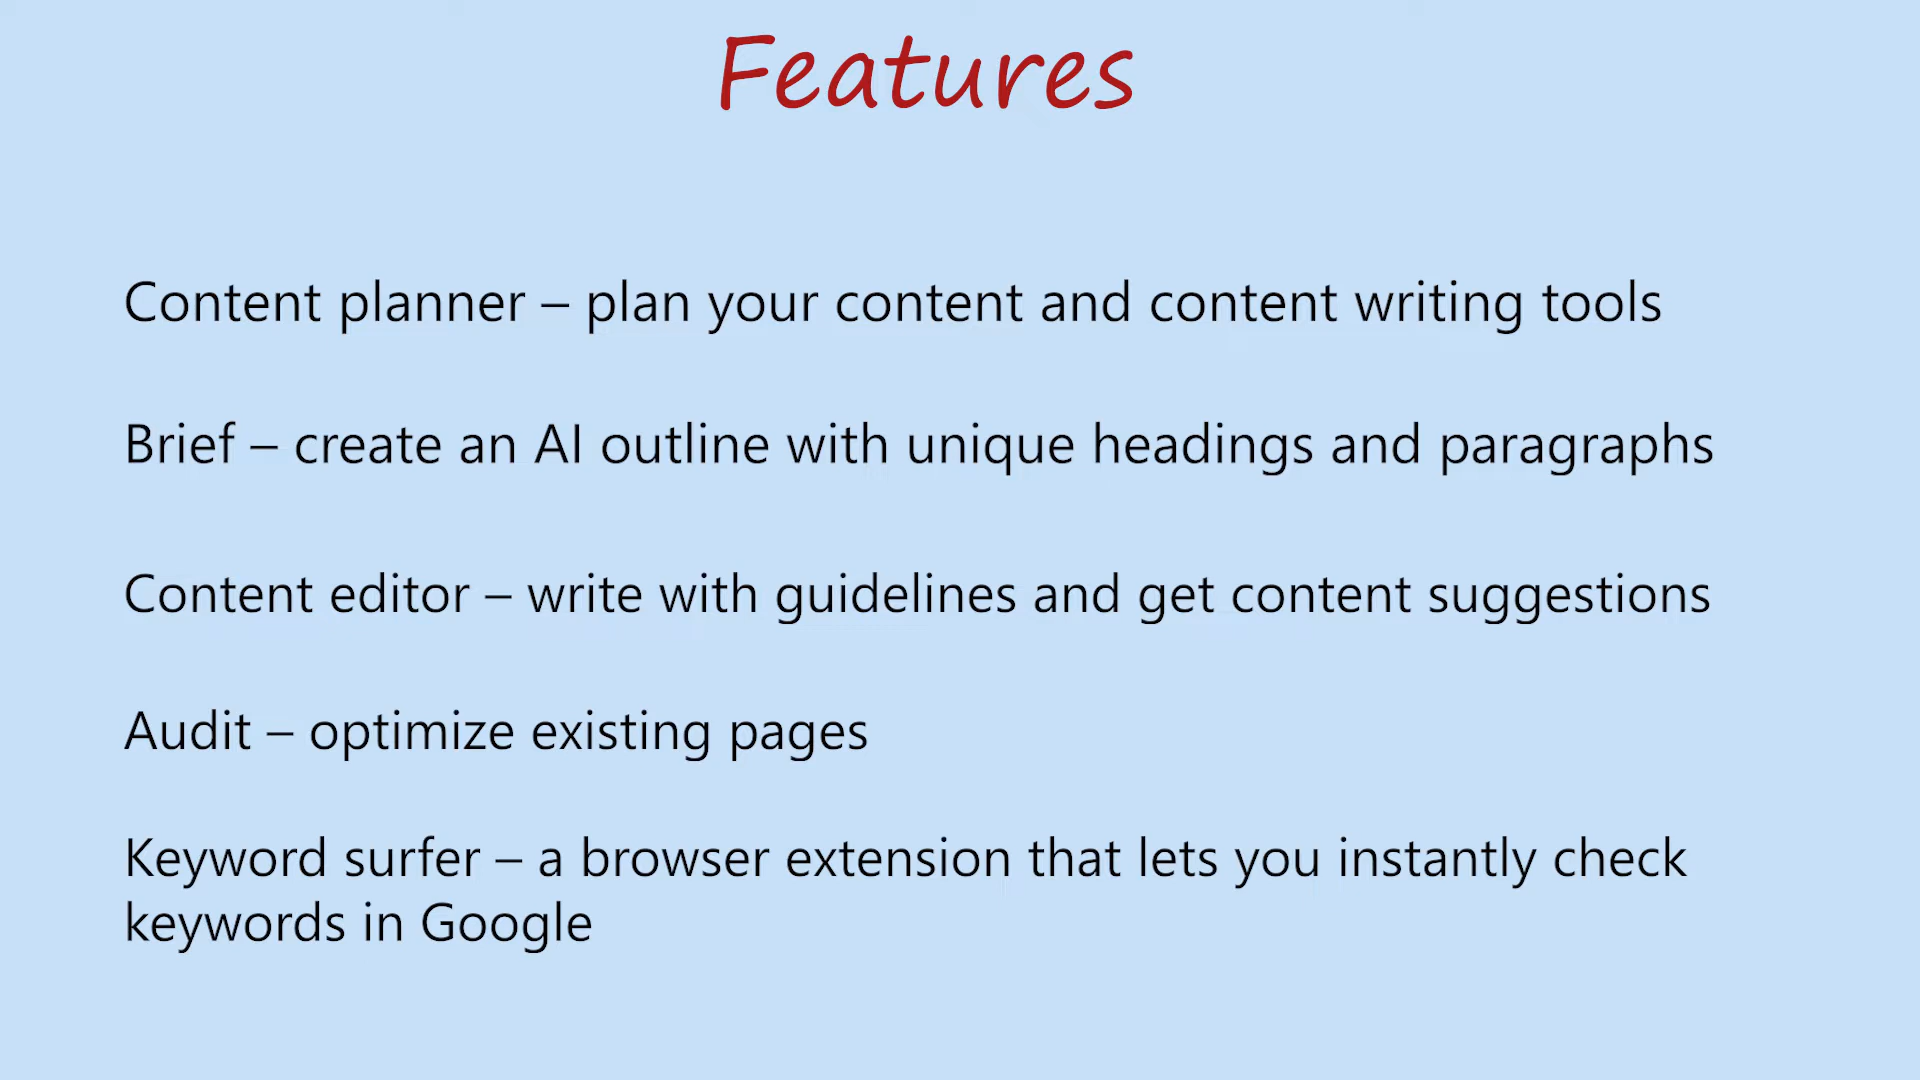 Features
Content planner – plan your content and content writing tools
Brief – create an AI outline with unique headings and paragraphs
Content editor – write with guidelines and get content suggestions
Audit – optimize existing pages
Keyword surfer – a browser extension that lets you instantly check
keywords in Google